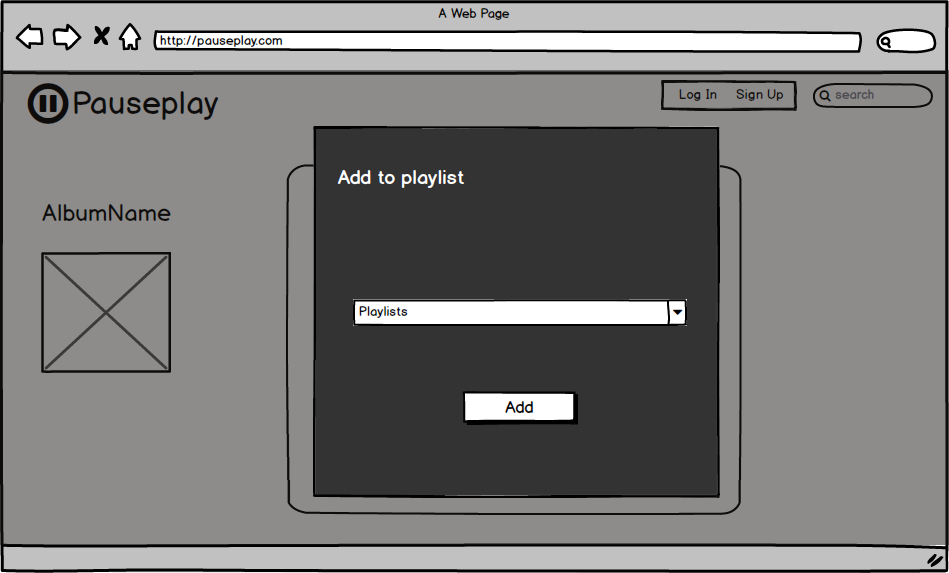 A Web Page
http://pauseplay.com
Pauseplay
Log In
Sign Up
search
Add to playlist
AlbumName
Playlists
Add